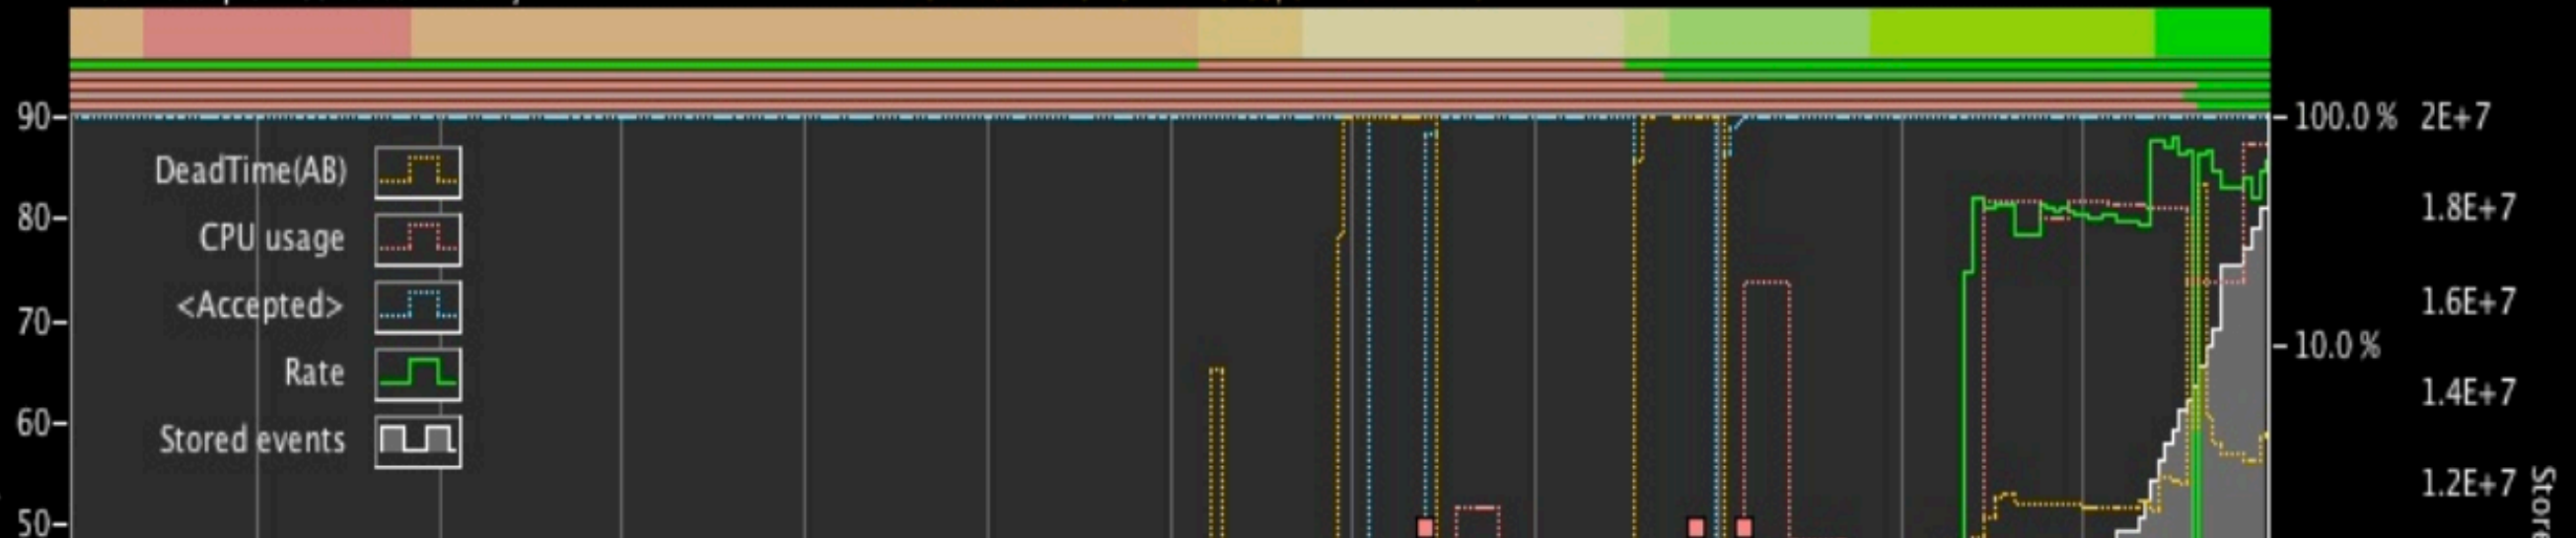 90
100.0 % 2E+7
DeadTime(AB)
80
1.8E+7
CPU usage
<Accepted>
70
1.6E+7
10.0 %
Rate
1.4E+7
60
Stored events
1.2E+7
50
Store